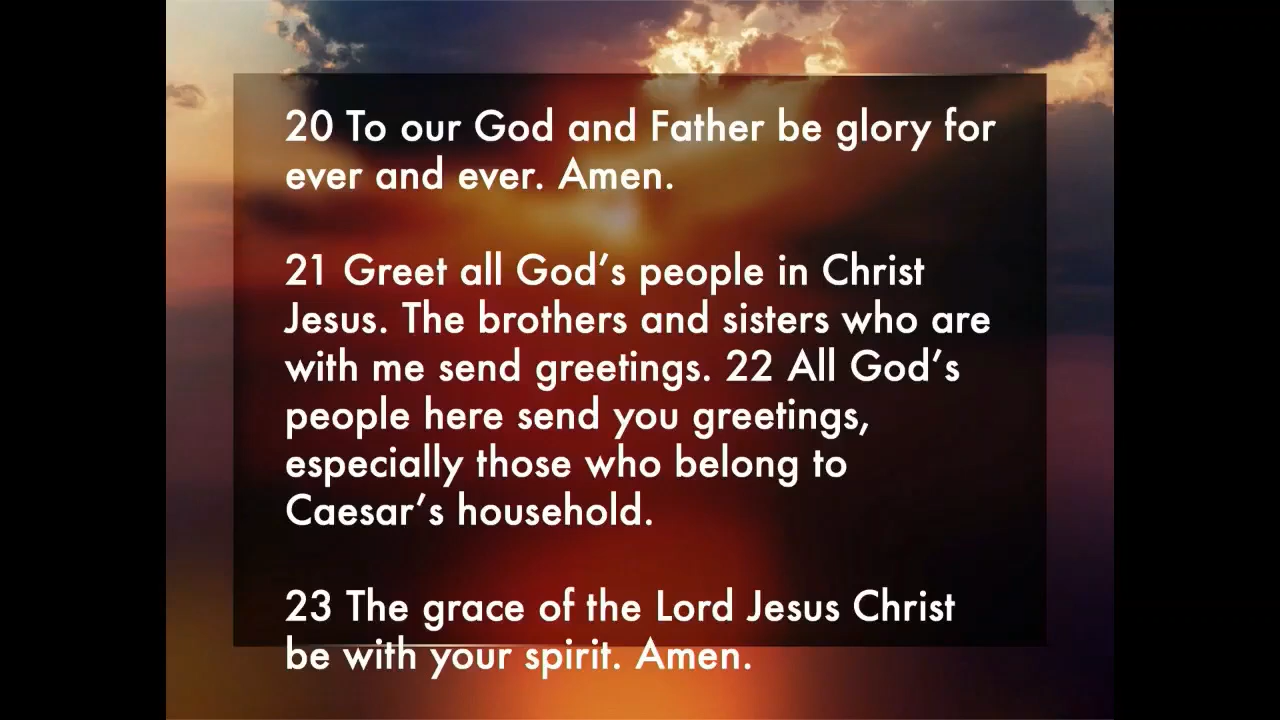 20 To our God and Father be glory for
ever and ever. Amen.
21 Greet all God’s people in Christ
Jesus. The brothers and sisters who are
with me send greetings. 22 All God’s
people here send you greetings,
especially those who belong to
Caesar’s household.
23 The grace of the Lord Jesus Christ
be with your spirit. Amen.